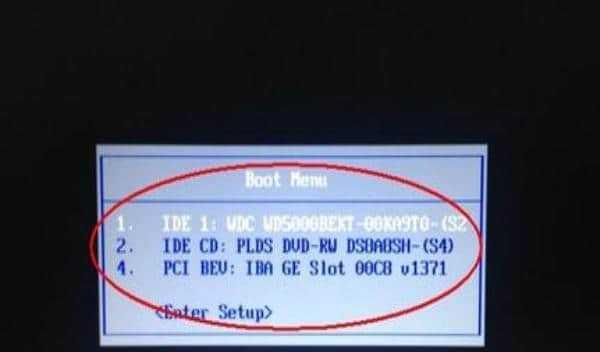 Boot Menu
1. IDE 1: WDC WD5000BEKT-00KA9T0-(S2
2. IDE CD: PLDS DVD-RW DS8A8SH-(S4)
4. PCI BEV: IBA GE Slot 00C8 v1371
<Enter Setup>